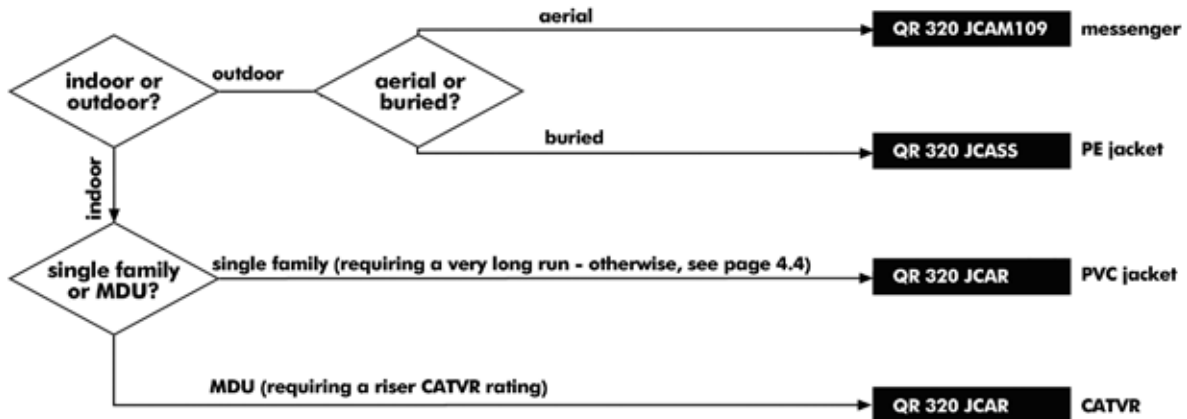 aerial
QR 320 JCAM109 messenger
indoor or
outdoor?
outdoor
aerial or
buried?
buried
QR 320 JCASS PE jacket
indoor
single family
or MDU?
single family (requiring a very long run - otherwise, see page 4.4)
QR 320 JCAR PVC jacket
MDU (requiring a riser CATVR rating)
QR 320 JCAR CATVR